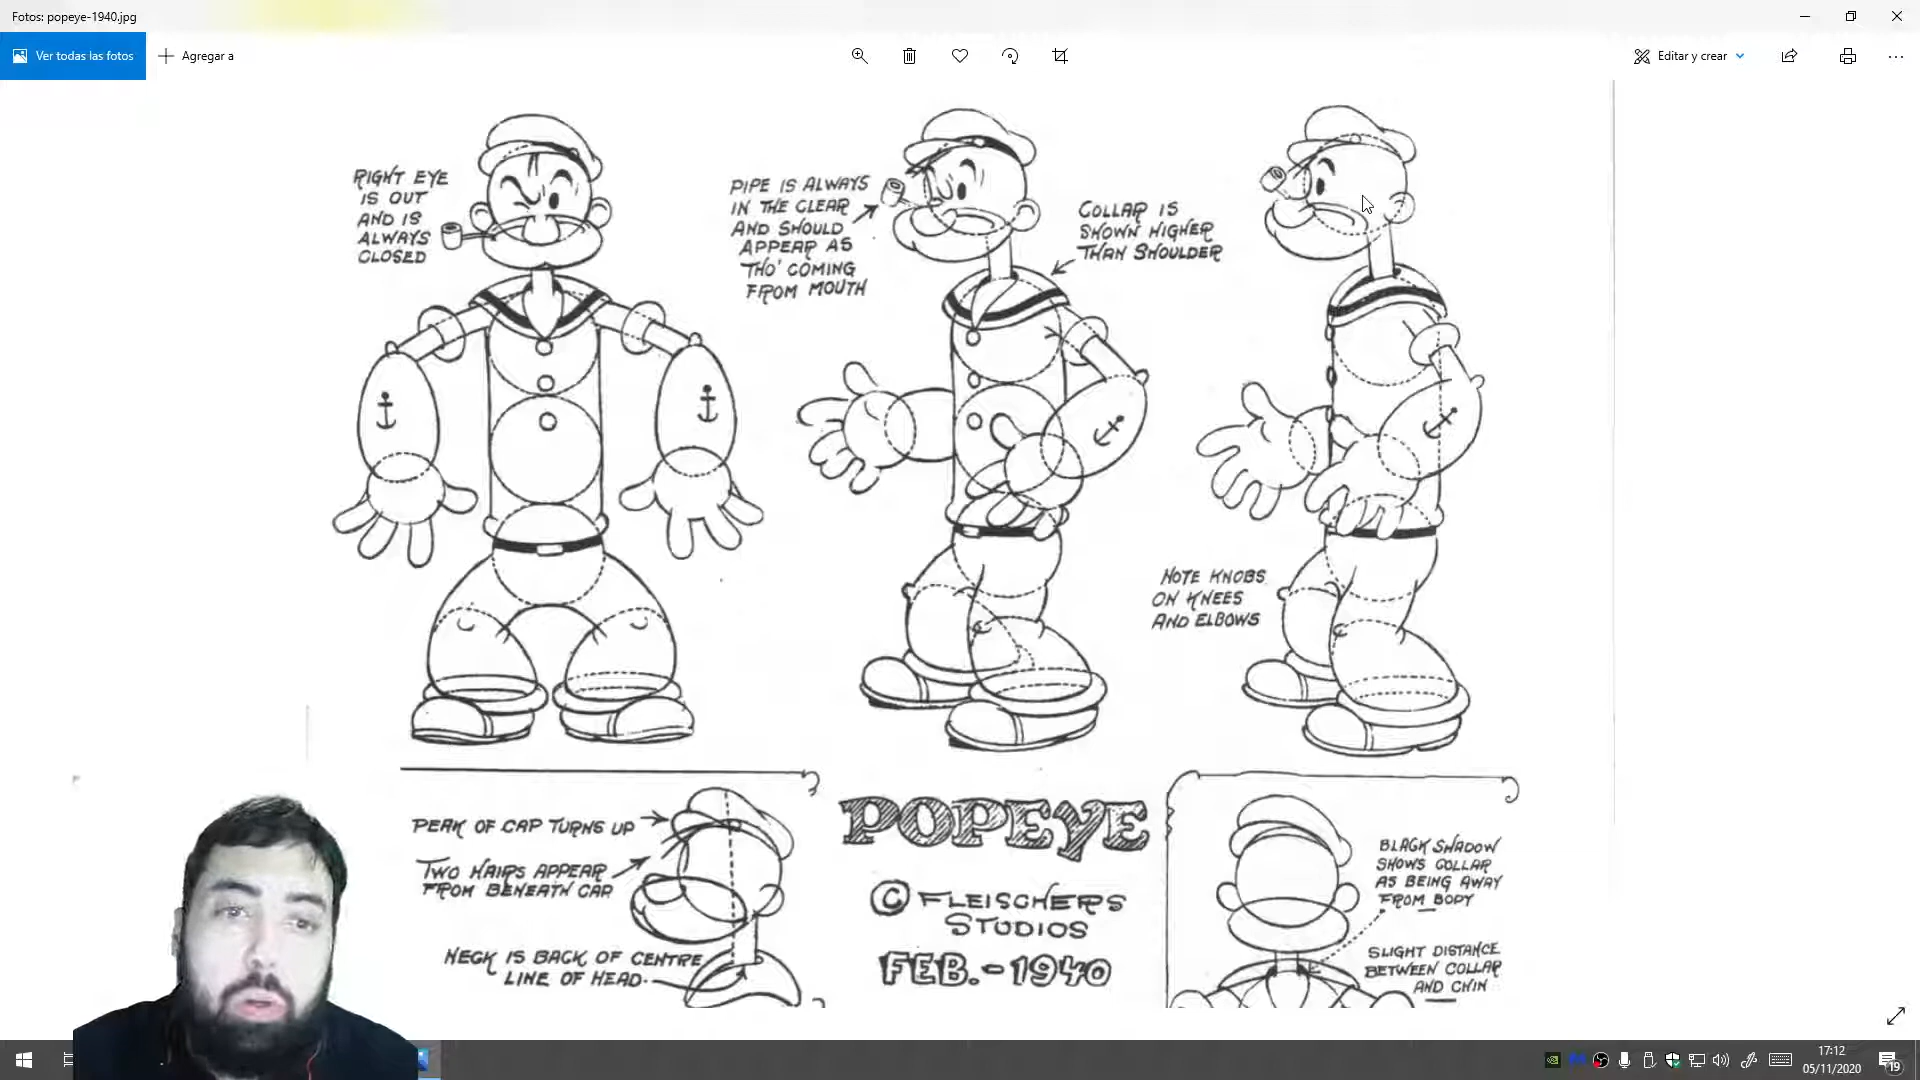 Fotos: popeye-1940.jpg
Ver todas las fotos
Agregar a
Editar y crear
RIGHT EYE
IS OUT
AND IS
ALWAYS
CLOSED
PIPE IS ALWAYS
IN THE CLEAR
AND SHOULD
APPEAR AS
THO' COMING
FROM MOUTH
COLLAR IS
SHOWN HIGHER
THAN SHOULDER
NOTE KNOBS
ON KNEES
AND ELBOWS
PEAK OF CAP TURNS UP
TWO HAIRS APPEAR
FROM BENEATH CAP
NECK IS BACK OF CENTRE
LINE OF HEAD.
POPEYE
© FLEISCHERS
STUDIOS
FEB.-1940
BLACK SHADOW
SHOWS COLLAR
AS BEING AWAY
FROM BODY
SLIGHT DISTANCE
BETWEEN COLLAR
AND CHIN
17:12
05/11/2020
19